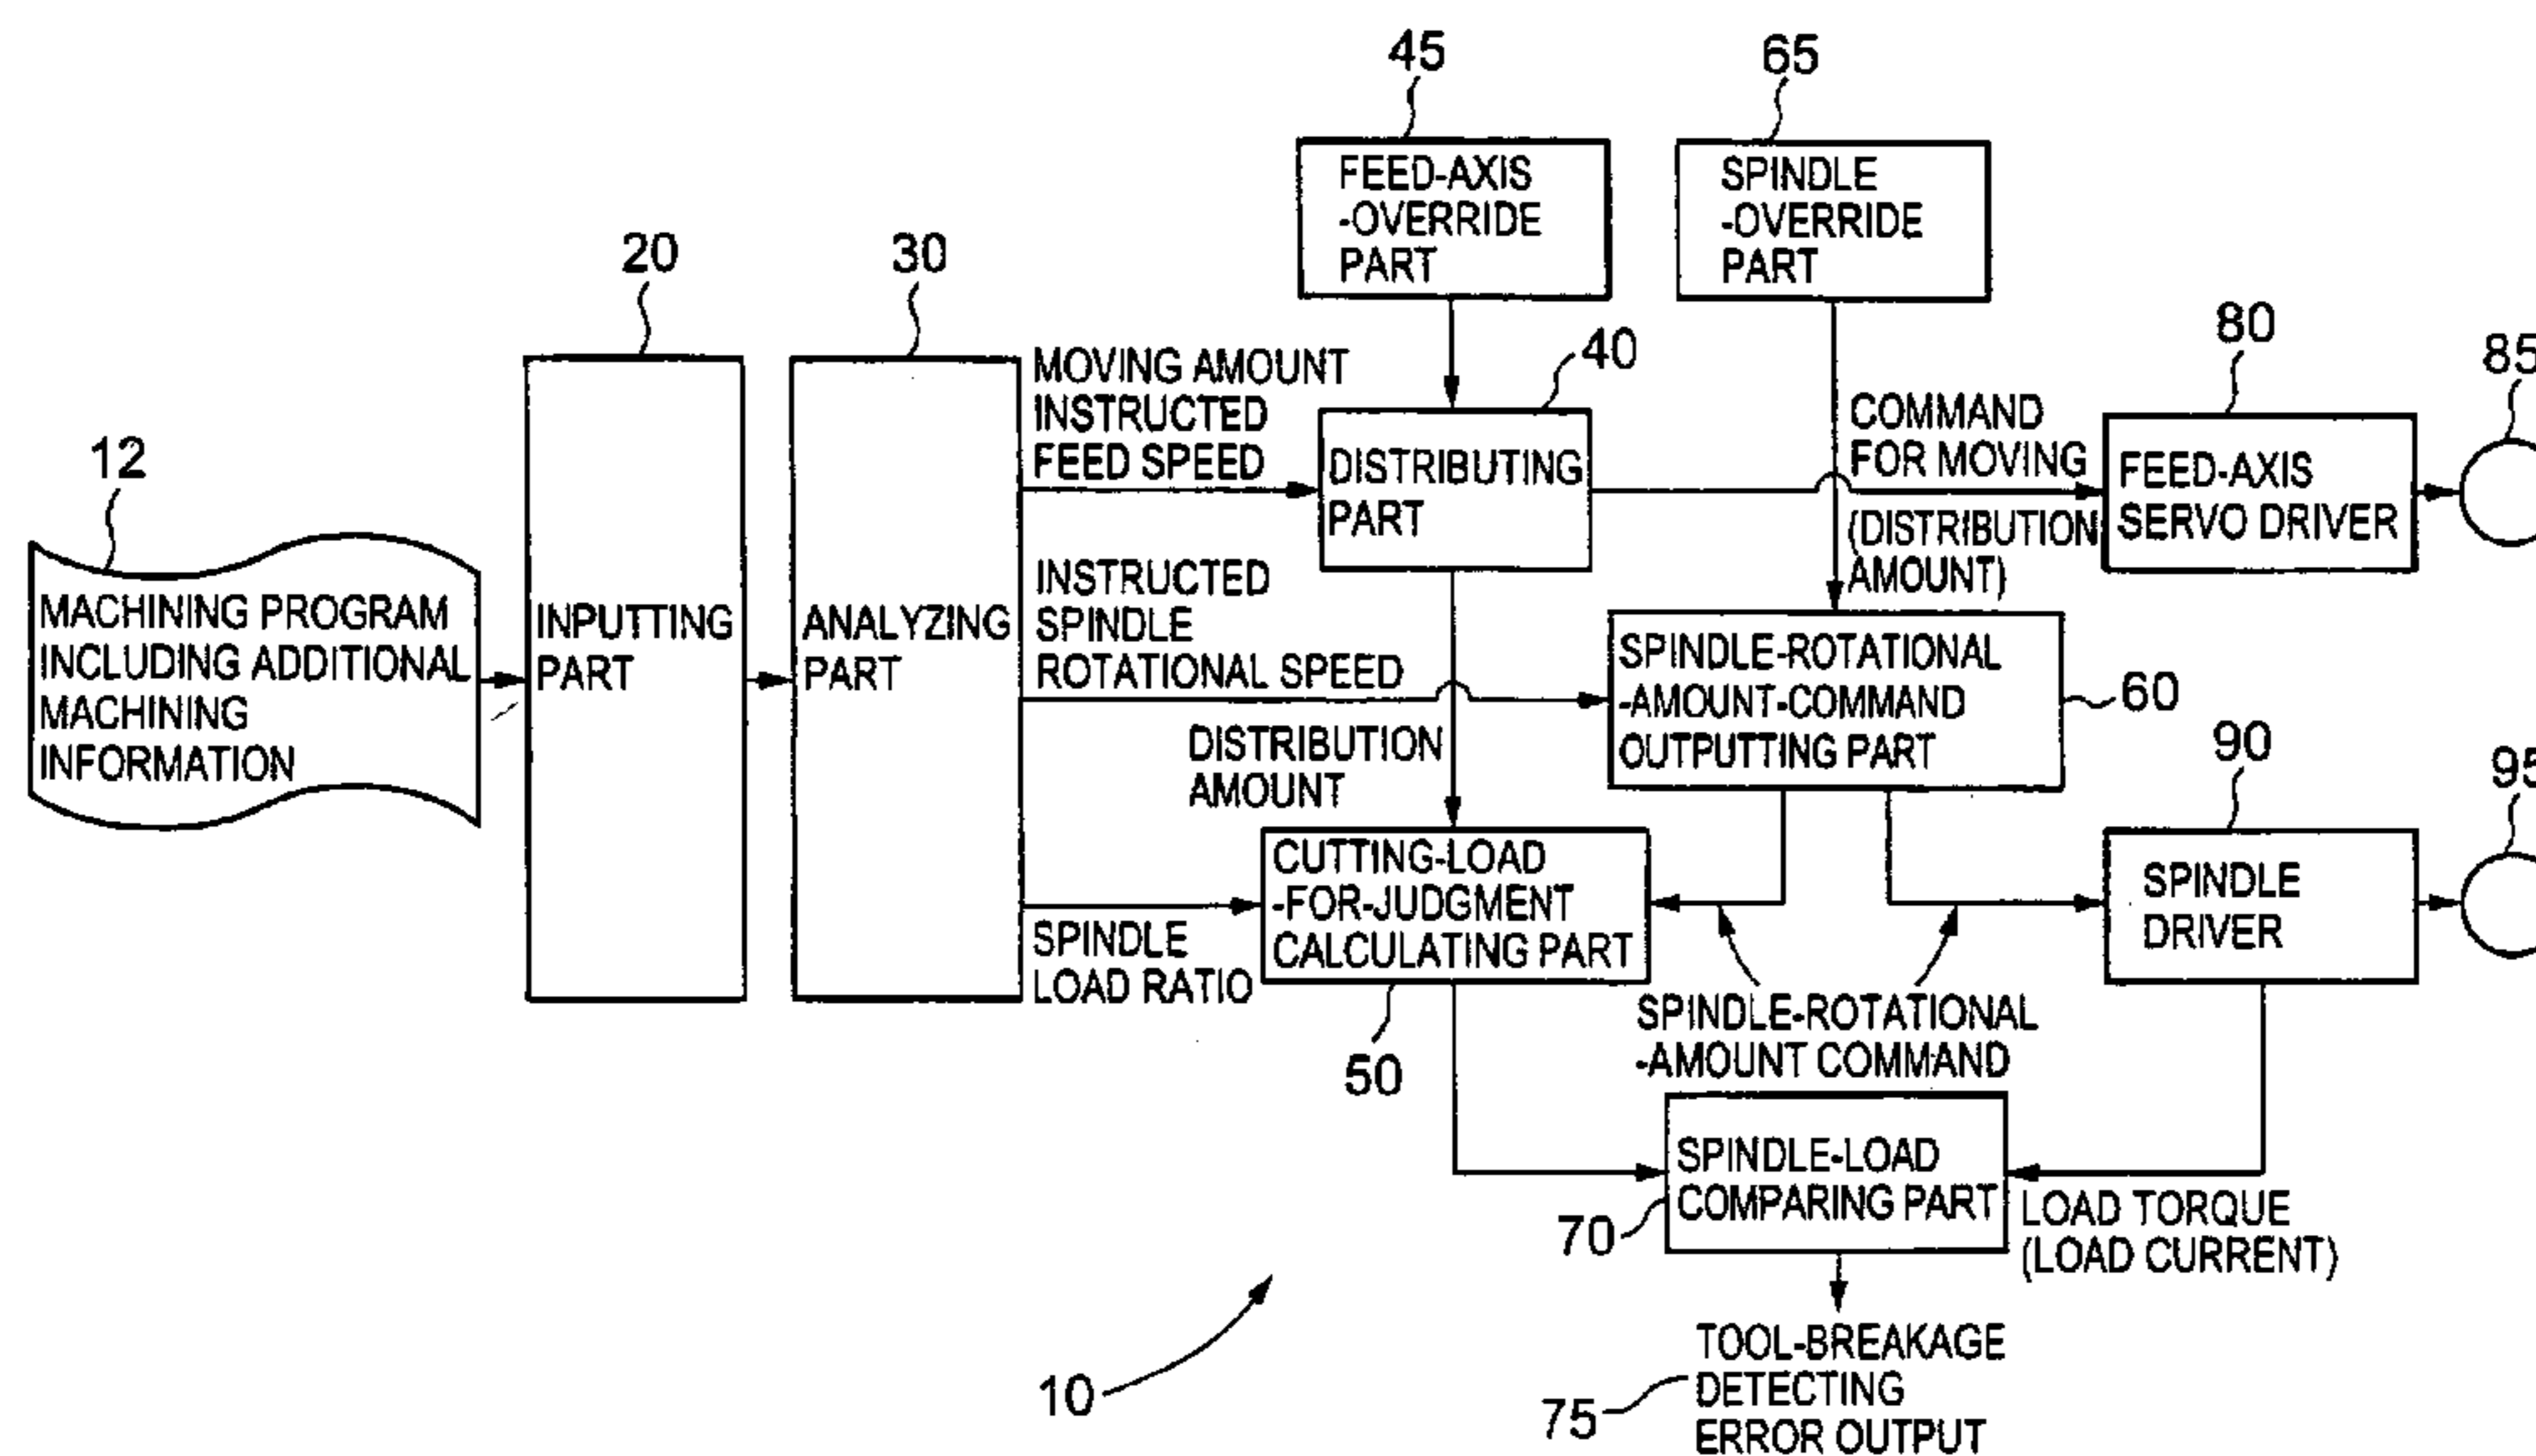 45
65
FEED-AXIS
-OVERRIDE
PART
SPINDLE
-OVERRIDE
PART
20
30
80
85
40
12
MOVING AMOUNT
INSTRUCTED
FEED SPEED
DISTRIBUTING
PART
COMMAND
FOR MOVING
(DISTRIBUTION
AMOUNT)
FEED-AXIS
SERVO DRIVER
MACHINING PROGRAM
INCLUDING ADDITIONAL
MACHINING
INFORMATION
INPUTTING
PART
ANALYZING
PART
INSTRUCTED
SPINDLE
ROTATIONAL SPEED
SPINDLE-ROTATIONAL
-AMOUNT-COMMAND
OUTPUTTING PART
60
DISTRIBUTION
AMOUNT
90
95
CUTTING-LOAD
-FOR-JUDGMENT
CALCULATING PART
SPINDLE
DRIVER
SPINDLE
LOAD RATIO
50
SPINDLE-ROTATIONAL
-AMOUNT COMMAND
SPINDLE-LOAD
COMPARING PART
70
LOAD TORQUE
(LOAD CURRENT)
10
TOOL-BREAKAGE
DETECTING
ERROR OUTPUT
75